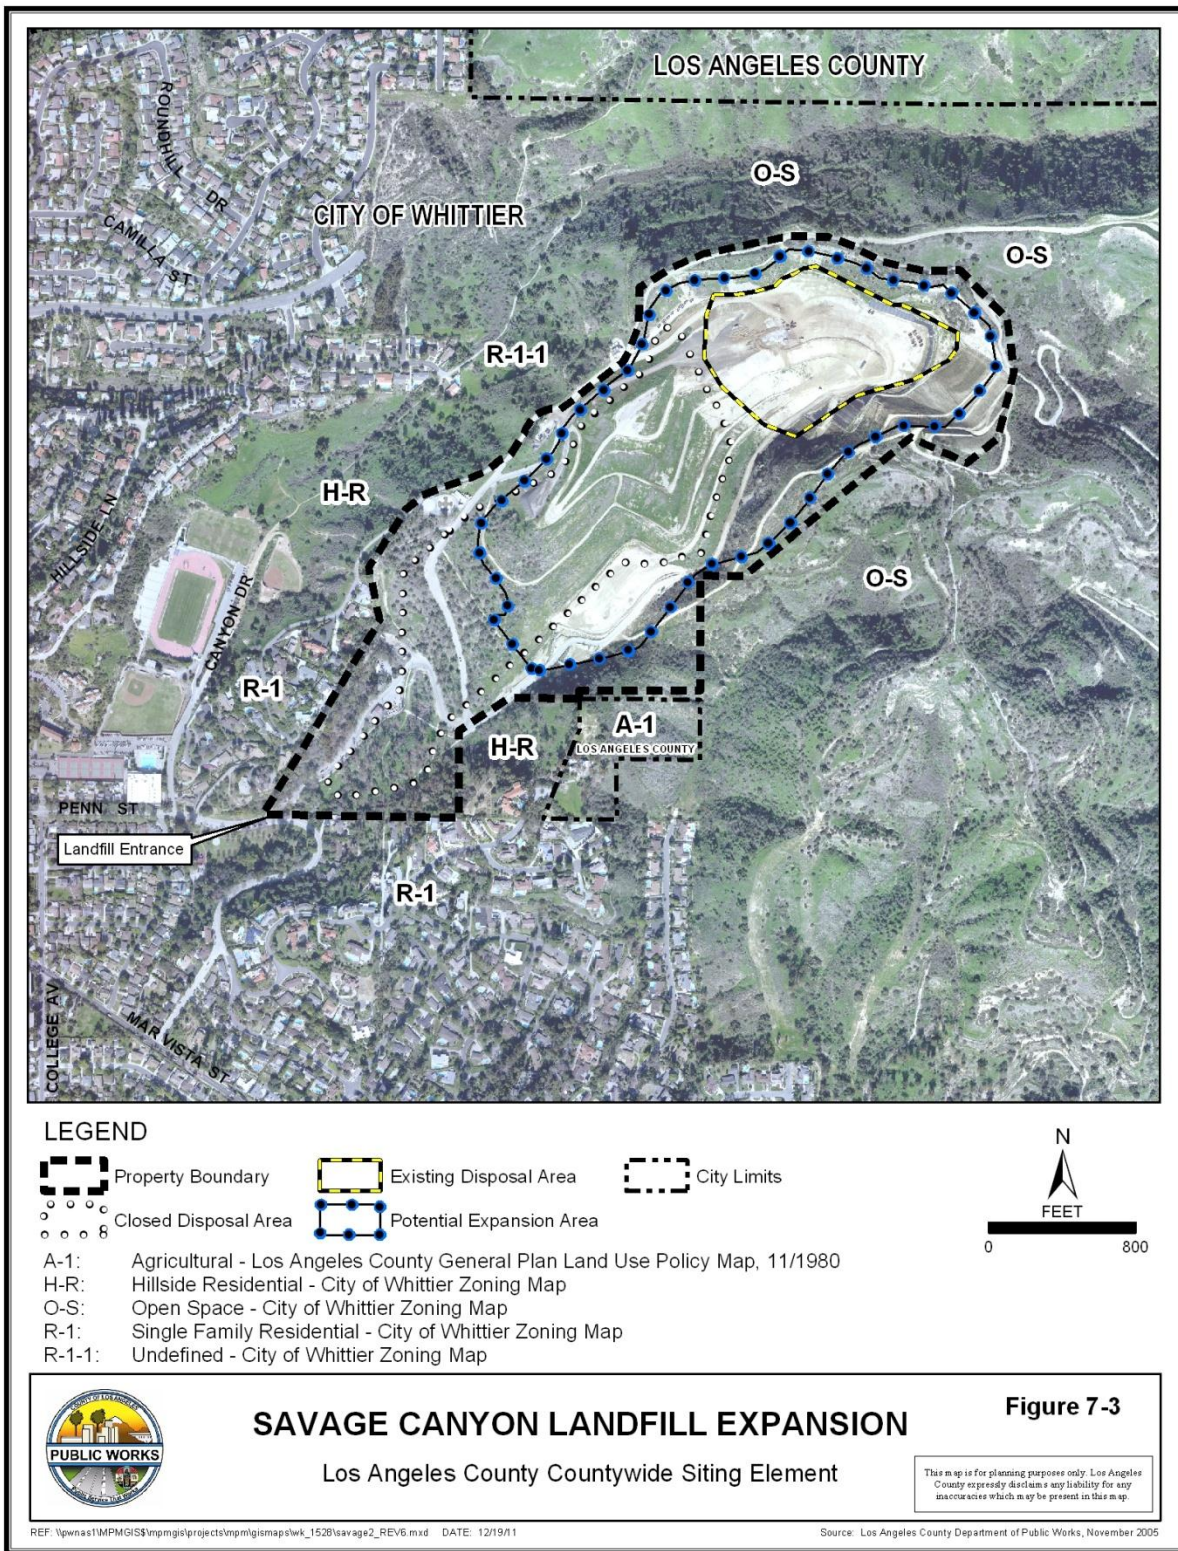 LOS ANGELES COUNTY
ROUNDHILL DR
O-S
CITY OF WHITTIER
CAMILLA ST
O-S
R-1-1
H-R
HILLSIDE LN
O-S
CANYON DR
R-1
A-1
H-R
LOS ANGELES COUNTY
PENN ST
Landfill Entrance
R-1
COLLEGE AV
MAR VISTA ST
LEGEND
Property Boundary
Existing Disposal Area
City Limits
Closed Disposal Area
Potential Expansion Area
N
FEET
0 800
A-1: Agricultural - Los Angeles County General Plan Land Use Policy Map, 11/1980
H-R: Hillside Residential - City of Whittier Zoning Map
O-S: Open Space - City of Whittier Zoning Map
R-1: Single Family Residential - City of Whittier Zoning Map
R-1-1: Undefined - City of Whittier Zoning Map
COUNTY OF LOS ANGELES
PUBLIC WORKS
SAVAGE CANYON LANDFILL EXPANSION
Los Angeles County Countywide Siting Element
Figure 7-3
This map is for planning purposes only. Los Angeles
County expressly disclaims any liability for any
inaccuracies which may be present in this map.
REF: \\pwnas1\MPMGIS$\mpmgis\projects\mpm\gismaps\wk_1528\savage2_REV6.mxd DATE: 12/19/11
Source: Los Angeles County Department of Public Works, November 2005